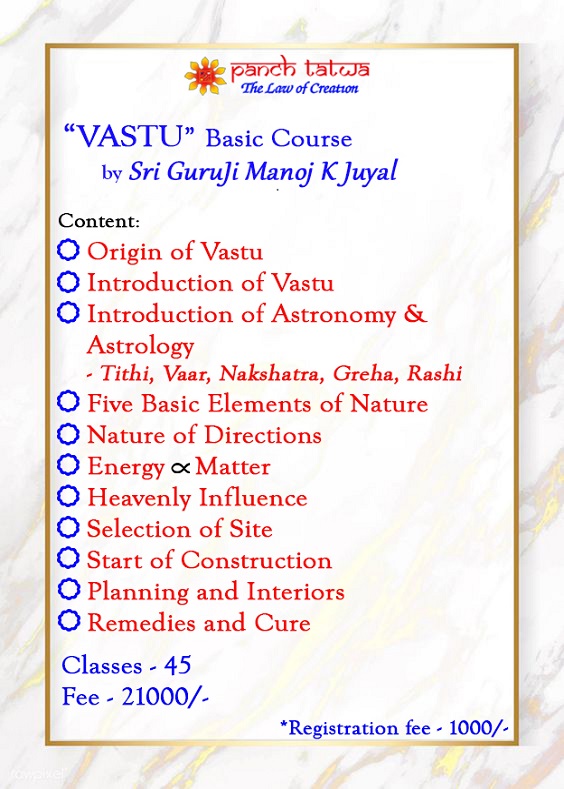 panch tatwa
The Law of Creation
“VASTU” Basic Course
by Sri GuruJi Manoj K Juyal
Content:
Origin of Vastu
Introduction of Vastu
Introduction of Astronomy &
Astrology
- Tithi, Vaar, Nakshatra, Greha, Rashi
Five Basic Elements of Nature
Nature of Directions
Energy ∝ Matter
Heavenly Influence
Selection of Site
Start of Construction
Planning and Interiors
Remedies and Cure
Classes - 45
Fee - 21000/-
*Registration fee - 1000/-
rawpixel